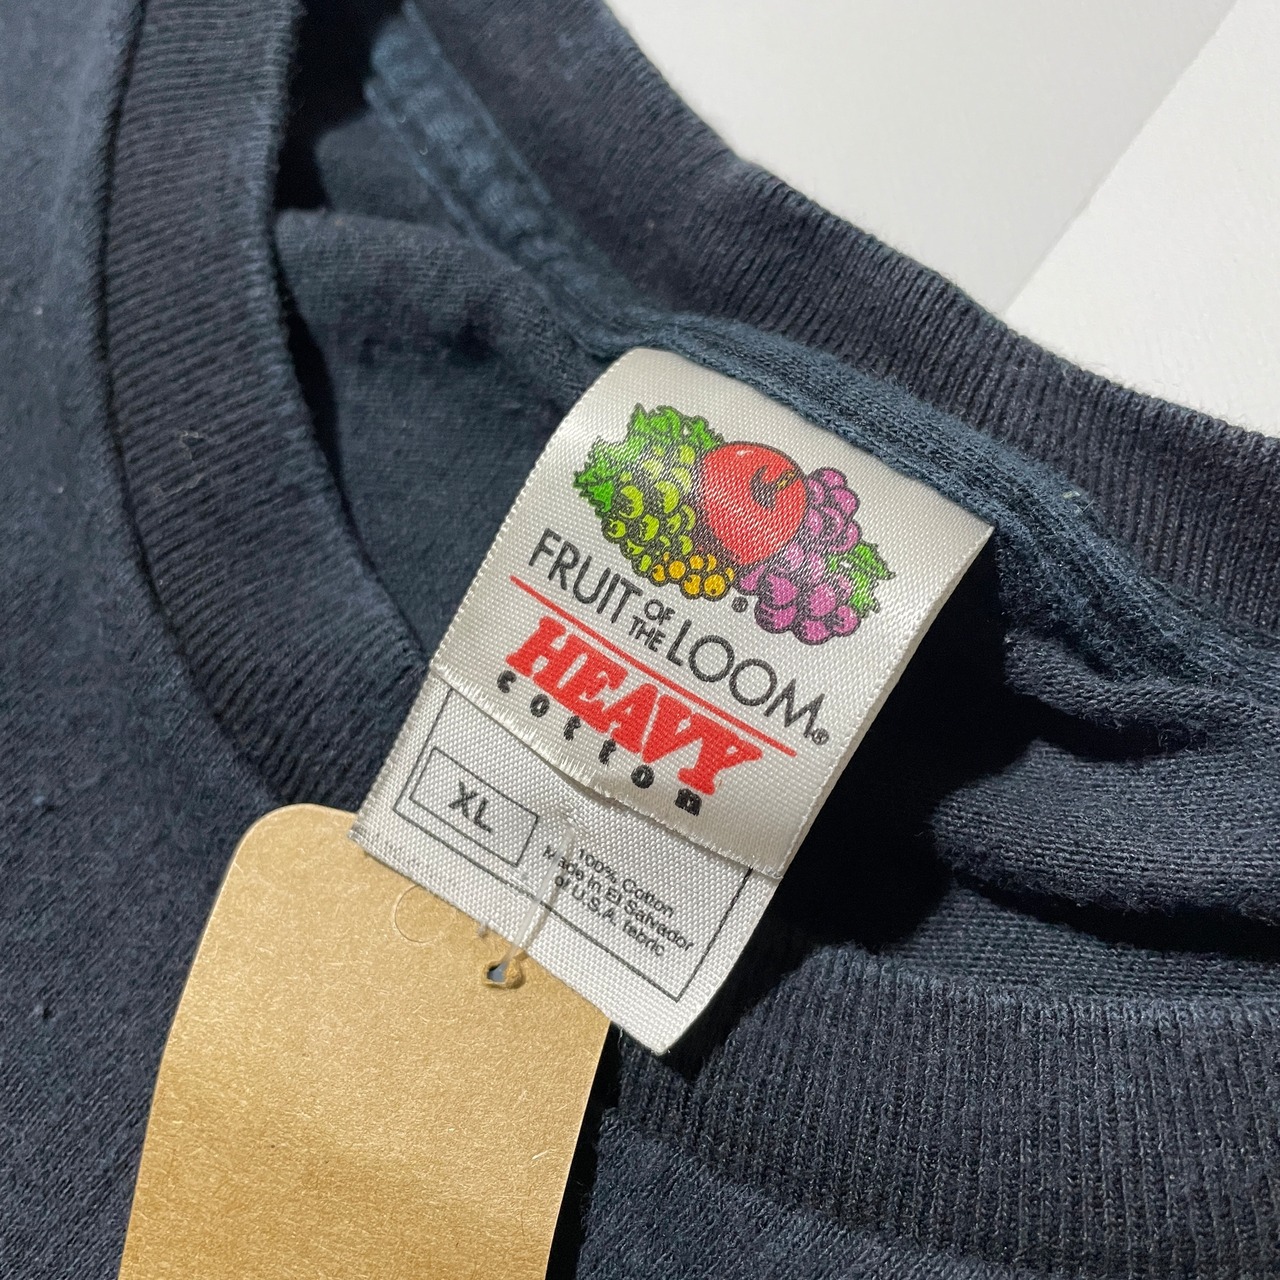 FRUIT OF THE LOOM®
HEAVY
cotton
XL
100% Cotton
Made in El Salvador
of U.S.A. fabric